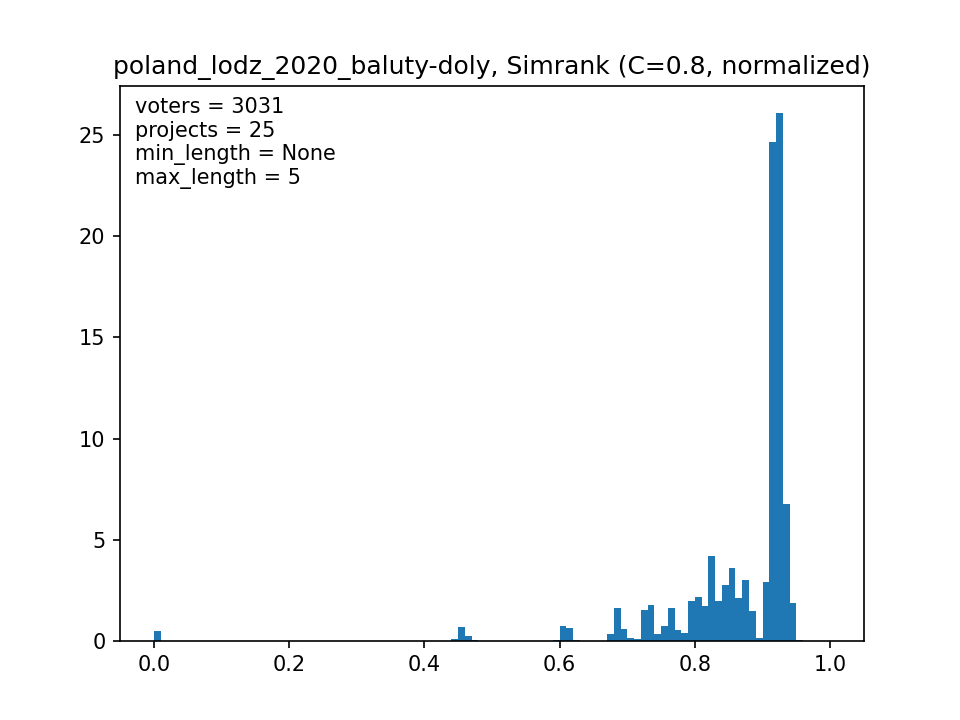 poland_lodz_2020_baluty-doly, Simrank (C=0.8, normalized)
voters = 3031
projects = 25
min_length = None
max_length = 5
25
20
15
10
5
0
0.0 0.2 0.4 0.6 0.8 1.0